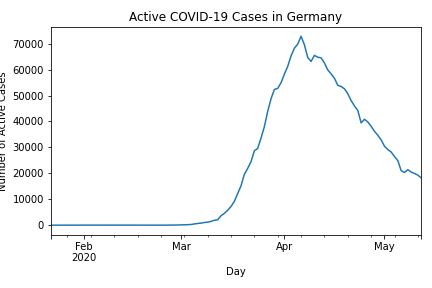 Active COVID-19 Cases in Germany
Number of Active Cases
70000
60000
50000
40000
30000
20000
10000
0
Feb
2020
Mar
Apr
May
Day